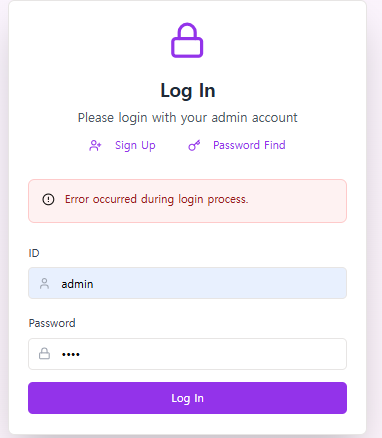 Log In
Please login with your admin account
Sign Up Password Find
Error occurred during login process.
ID
admin
Password
••••
Log In